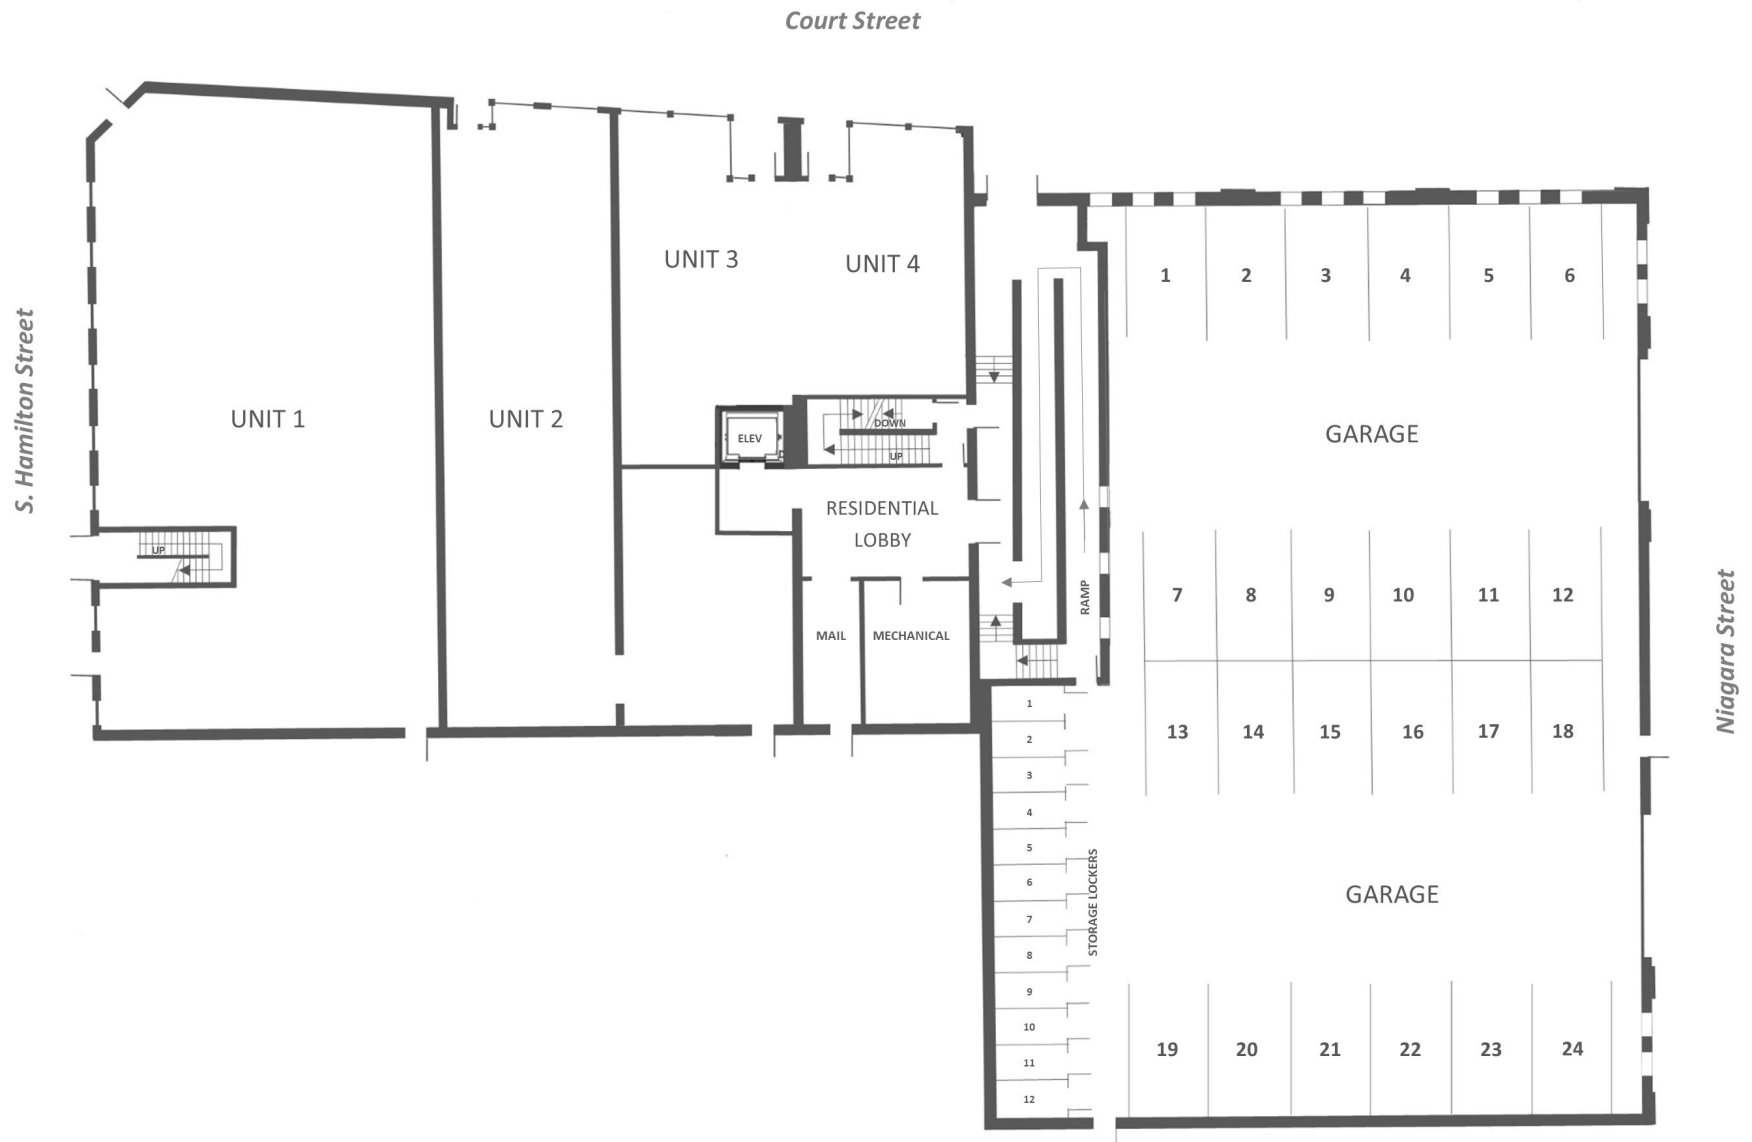 Court Street
S. Hamilton Street
UNIT 1
UNIT 2
UNIT 3
UNIT 4
ELEV
DOWN
UP
UP
RESIDENTIAL
LOBBY
MAIL
MECHANICAL
RAMP
GARAGE
1
2
3
4
5
6
7
8
9
10
11
12
13
14
15
16
17
18
GARAGE
19
20
21
22
23
24
STORAGE LOCKERS
1
2
3
4
5
6
7
8
9
10
11
12
Niagara Street